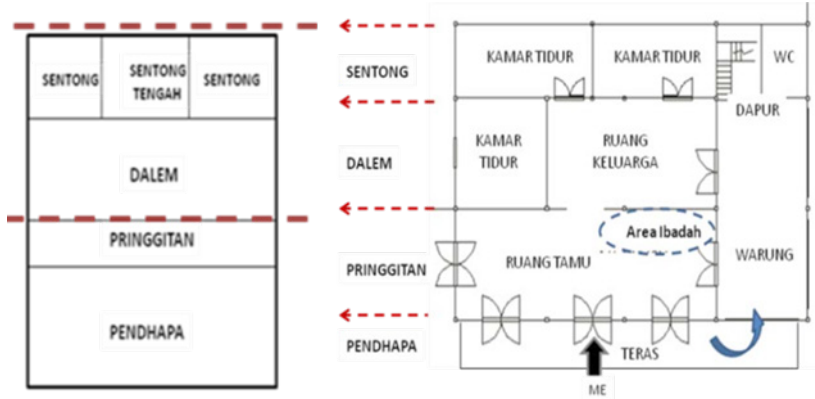 SENTONG
SENTONG
TENGAH
SENTONG
DALEM
PRINGGITAN
PENDHAPA
SENTONG
DALEM
PRINGGITAN
PENDHAPA
KAMAR TIDUR
KAMAR TIDUR
WC
DAPUR
KAMAR
TIDUR
RUANG
KELUARGA
Area Ibadah
RUANG TAMU
WARUNG
TERAS
ME